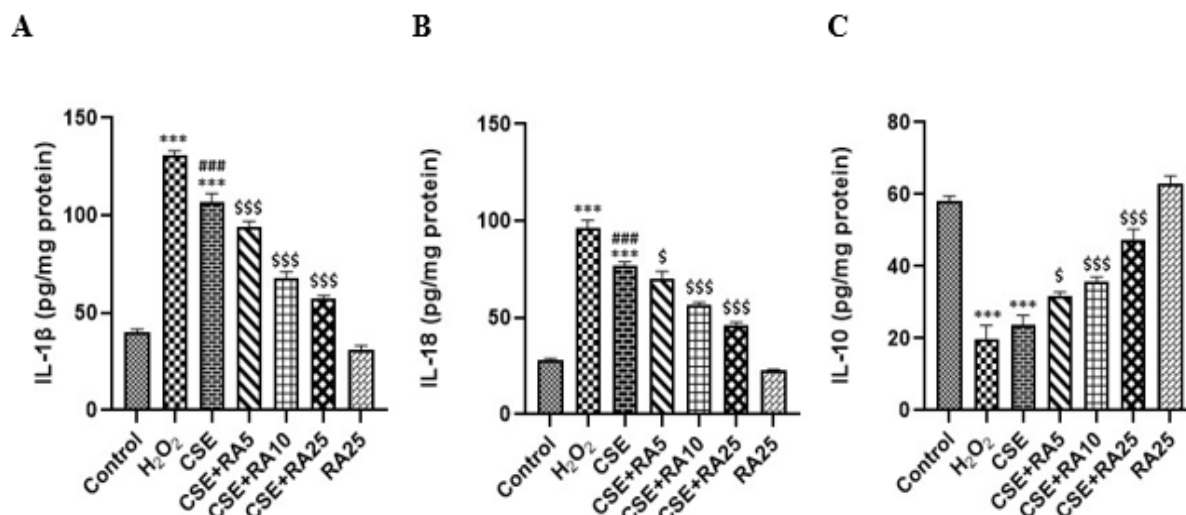 A
B
C
IL-1β (pg/mg protein)
150
100
50
0
***
###
***
$$$
$$$
$$$
Control
H₂O₂
CSE
CSE+RA5
CSE+RA10
CSE+RA25
RA25
IL-18 (pg/mg protein)
150
100
50
0
***
###
***
$
$$$
$$$
Control
H₂O₂
CSE
CSE+RA5
CSE+RA10
CSE+RA25
RA25
IL-10 (pg/mg protein)
80
60
40
20
0
***
***
$
$$$
$$$
Control
H₂O₂
CSE
CSE+RA5
CSE+RA10
CSE+RA25
RA25